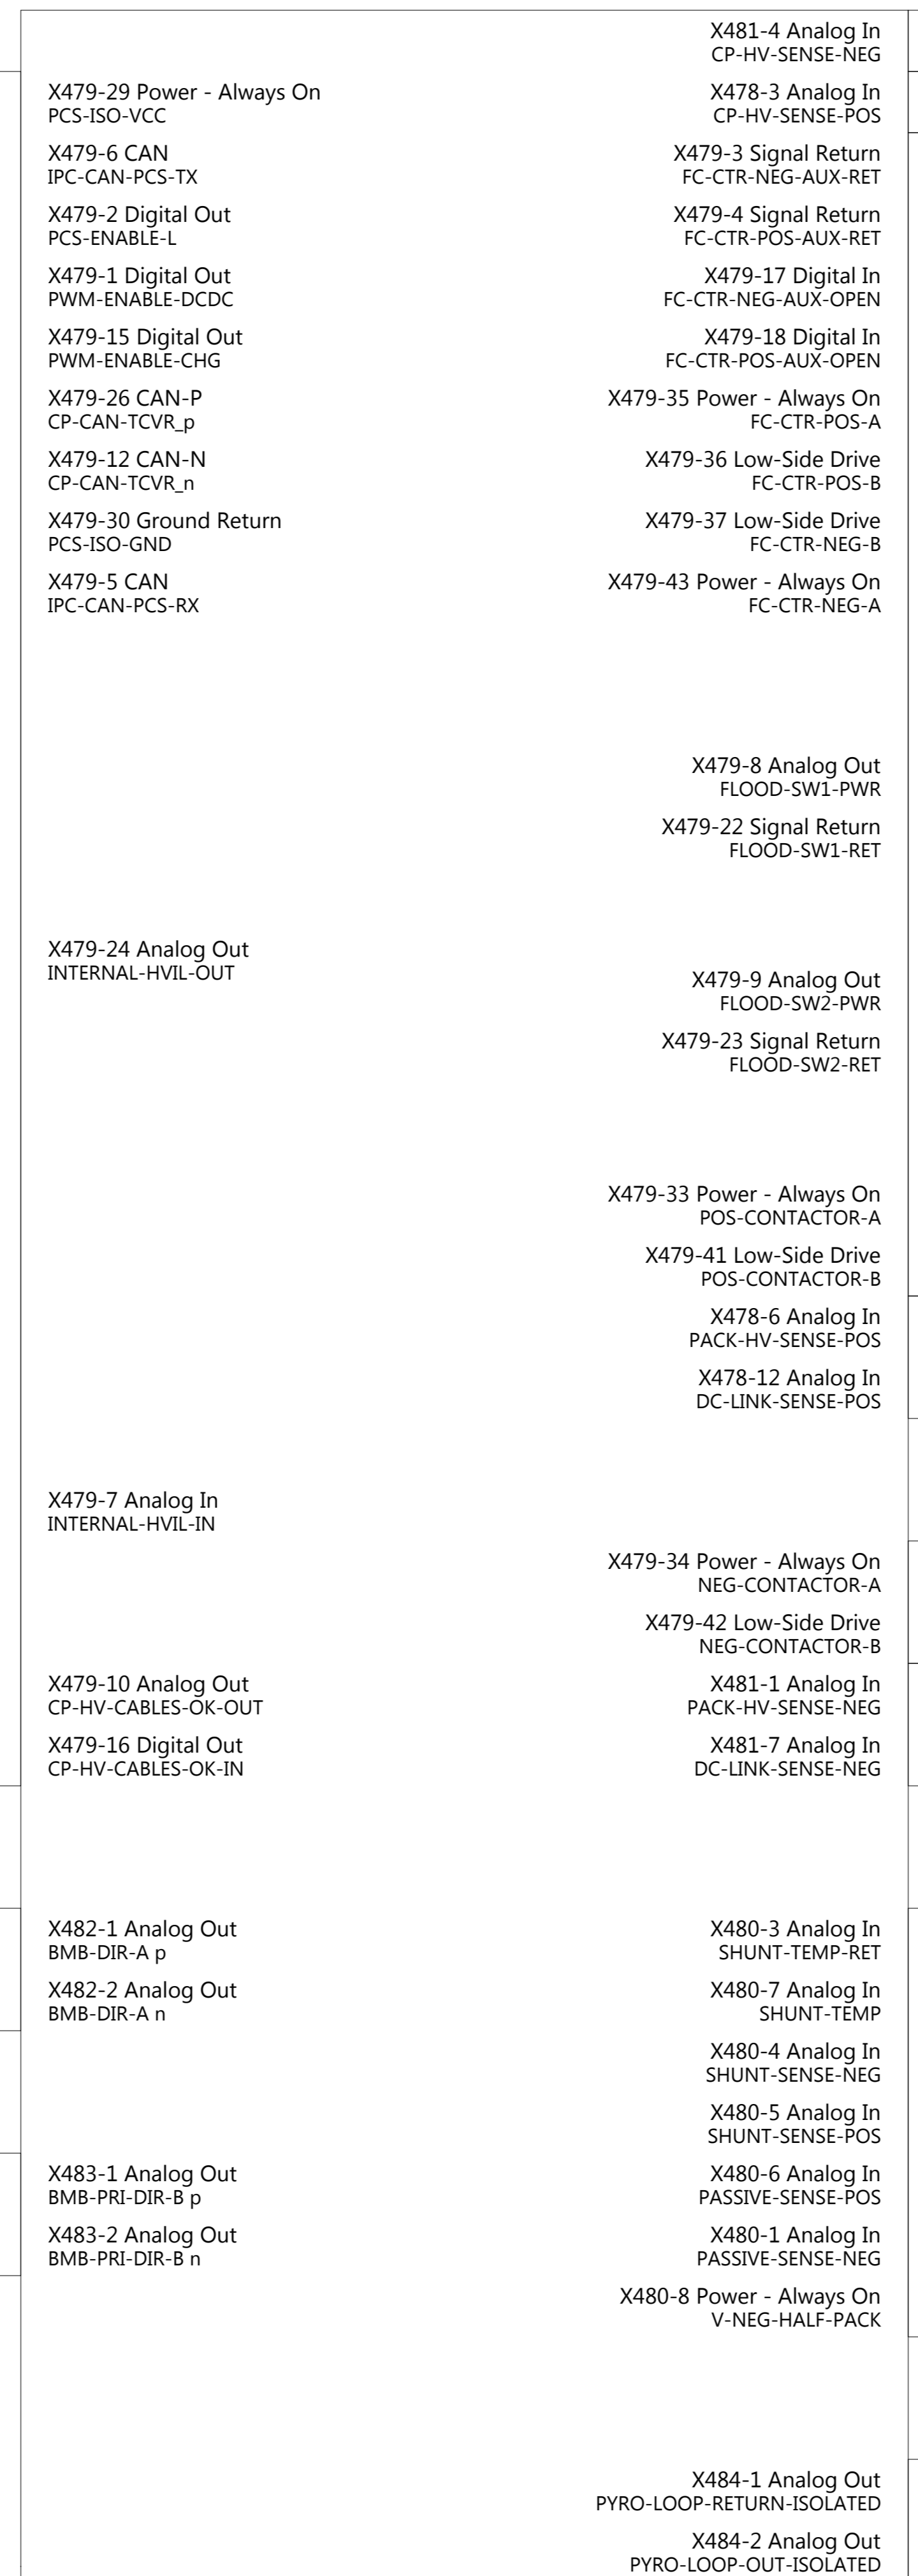 X481-4 Analog In
CP-HV-SENSE-NEG
X479-29 Power - Always On
PCS-ISO-VCC
X478-3 Analog In
CP-HV-SENSE-POS
X479-6 CAN
IPC-CAN-PCS-TX
X479-3 Signal Return
FC-CTR-NEG-AUX-RET
X479-2 Digital Out
PCS-ENABLE-L
X479-4 Signal Return
FC-CTR-POS-AUX-RET
X479-1 Digital Out
PWM-ENABLE-DCDC
X479-17 Digital In
FC-CTR-NEG-AUX-OPEN
X479-15 Digital Out
PWM-ENABLE-CHG
X479-18 Digital In
FC-CTR-POS-AUX-OPEN
X479-26 CAN-P
CP-CAN-TCVR_p
X479-35 Power - Always On
FC-CTR-POS-A
X479-12 CAN-N
CP-CAN-TCVR_n
X479-36 Low-Side Drive
FC-CTR-POS-B
X479-30 Ground Return
PCS-ISO-GND
X479-37 Low-Side Drive
FC-CTR-NEG-B
X479-5 CAN
IPC-CAN-PCS-RX
X479-43 Power - Always On
FC-CTR-NEG-A
X479-8 Analog Out
FLOOD-SW1-PWR
X479-22 Signal Return
FLOOD-SW1-RET
X479-24 Analog Out
INTERNAL-HVIL-OUT
X479-9 Analog Out
FLOOD-SW2-PWR
X479-23 Signal Return
FLOOD-SW2-RET
X479-33 Power - Always On
POS-CONTACTOR-A
X479-41 Low-Side Drive
POS-CONTACTOR-B
X478-6 Analog In
PACK-HV-SENSE-POS
X478-12 Analog In
DC-LINK-SENSE-POS
X479-7 Analog In
INTERNAL-HVIL-IN
X479-34 Power - Always On
NEG-CONTACTOR-A
X479-42 Low-Side Drive
NEG-CONTACTOR-B
X479-10 Analog Out
CP-HV-CABLES-OK-OUT
X481-1 Analog In
PACK-HV-SENSE-NEG
X479-16 Digital Out
CP-HV-CABLES-OK-IN
X481-7 Analog In
DC-LINK-SENSE-NEG
X482-1 Analog Out
BMB-DIR-A p
X480-3 Analog In
SHUNT-TEMP-RET
X482-2 Analog Out
BMB-DIR-A n
X480-7 Analog In
SHUNT-TEMP
X480-4 Analog In
SHUNT-SENSE-NEG
X480-5 Analog In
SHUNT-SENSE-POS
X483-1 Analog Out
BMB-PRI-DIR-B p
X480-6 Analog In
PASSIVE-SENSE-POS
X483-2 Analog Out
BMB-PRI-DIR-B n
X480-1 Analog In
PASSIVE-SENSE-NEG
X480-8 Power - Always On
V-NEG-HALF-PACK
X484-1 Analog Out
PYRO-LOOP-RETURN-ISOLATED
X484-2 Analog Out
PYRO-LOOP-OUT-ISOLATED